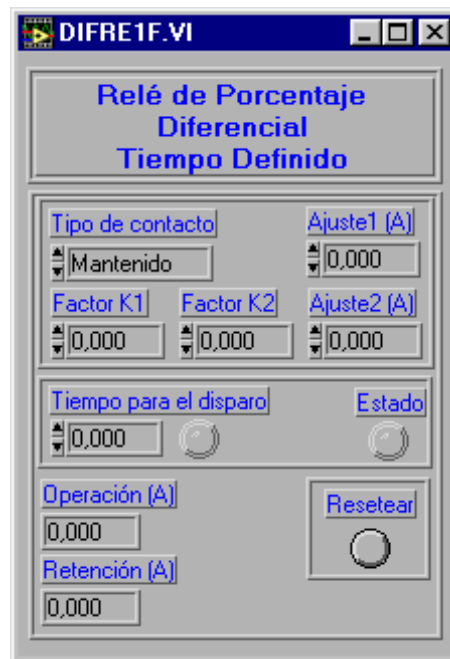 DIFRE1F.VI
Relé de Porcentaje
Diferencial
Tiempo Definido
Tipo de contacto Ajuste1 (A)
Mantenido 0,000
Factor K1 Factor K2 Ajuste2 (A)
0,000 0,000 0,000
Tiempo para el disparo Estado
0,000
Operación (A) Resetear
0,000
Retención (A)
0,000